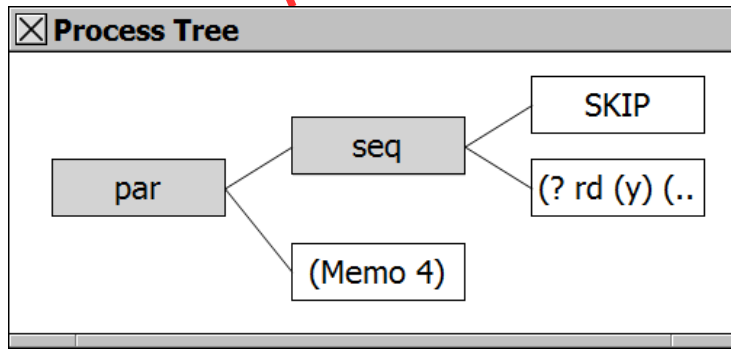 Process Tree
SKIP
seq
par
(? rd (y) (..
(Memo 4)